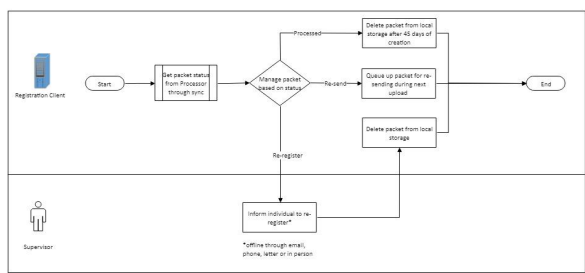 Processed
Delete packet from local
storage after 45 days of
creation
Registration Client
Start
Get packet status
from Processor
through sync
Manage packet
based on status
Re-send
Queue up packet for re-
sending during next
upload
End
Delete packet from local
storage
Re-register
Supervisor
Inform individual to re-
register*
*offline through email,
phone, letter or in person